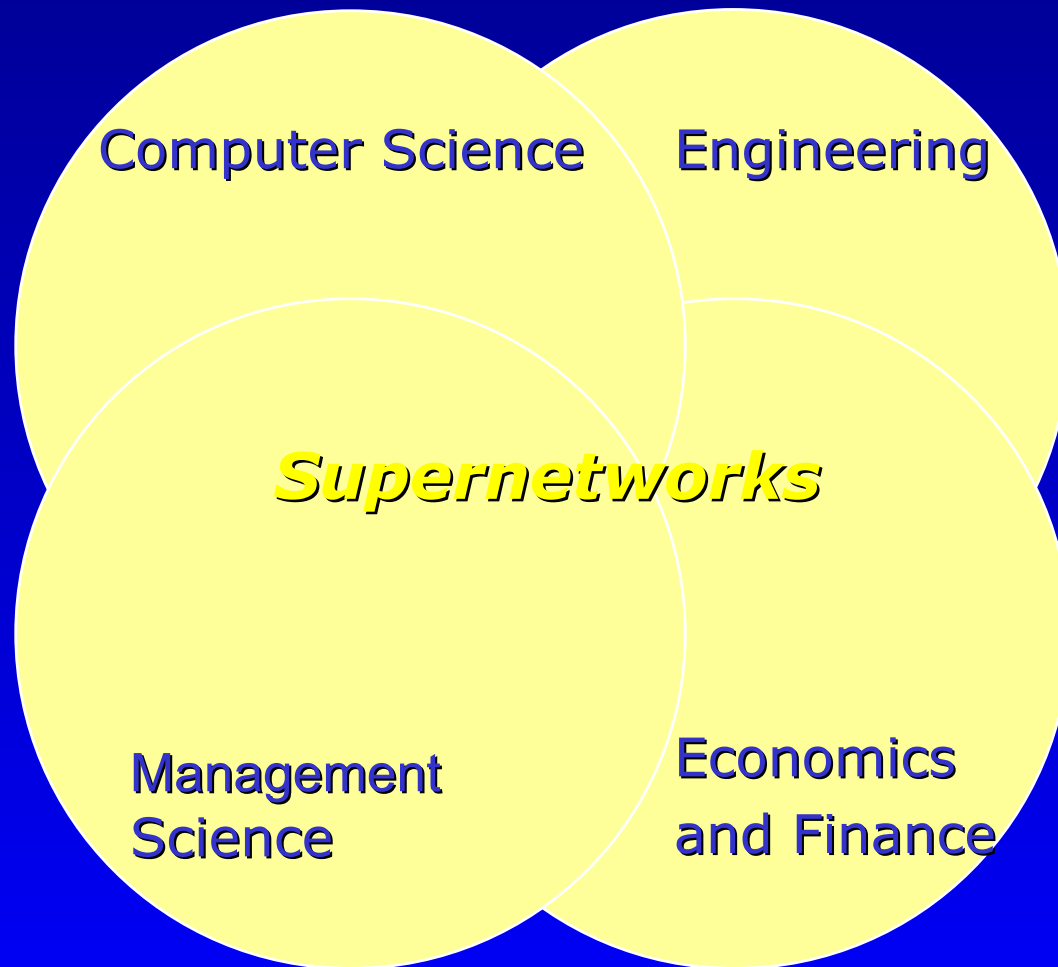 Computer Science
Engineering
Supernetworks
Management
Science
Economics
and Finance